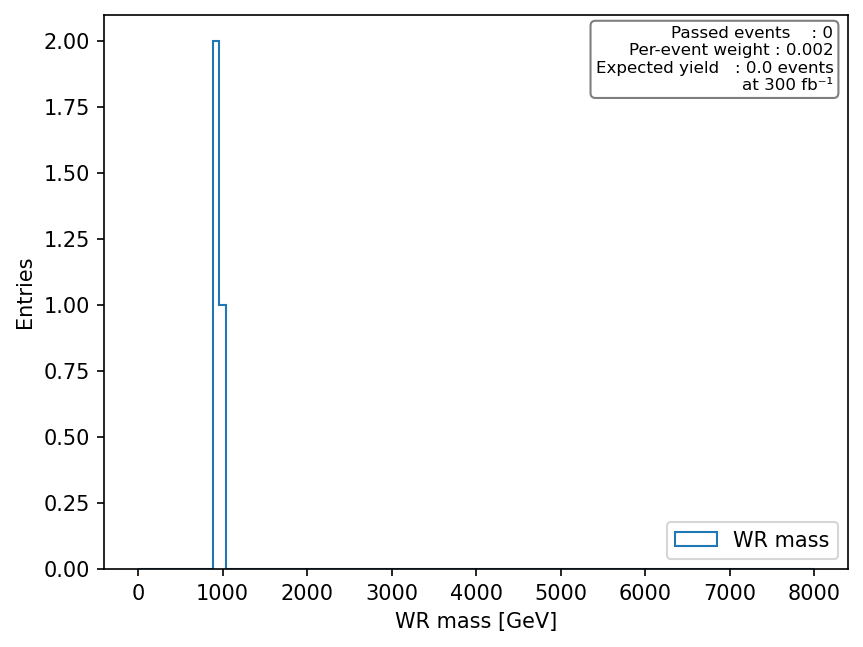 Passed events    : 0
Per-event weight : 0.002
Expected yield   : 0.0 events
at 300 fb⁻¹
2.00
1.75
1.50
1.25
1.00
0.75
0.50
0.25
0.00
Entries
WR mass
0 1000 2000 3000 4000 5000 6000 7000 8000
WR mass [GeV]